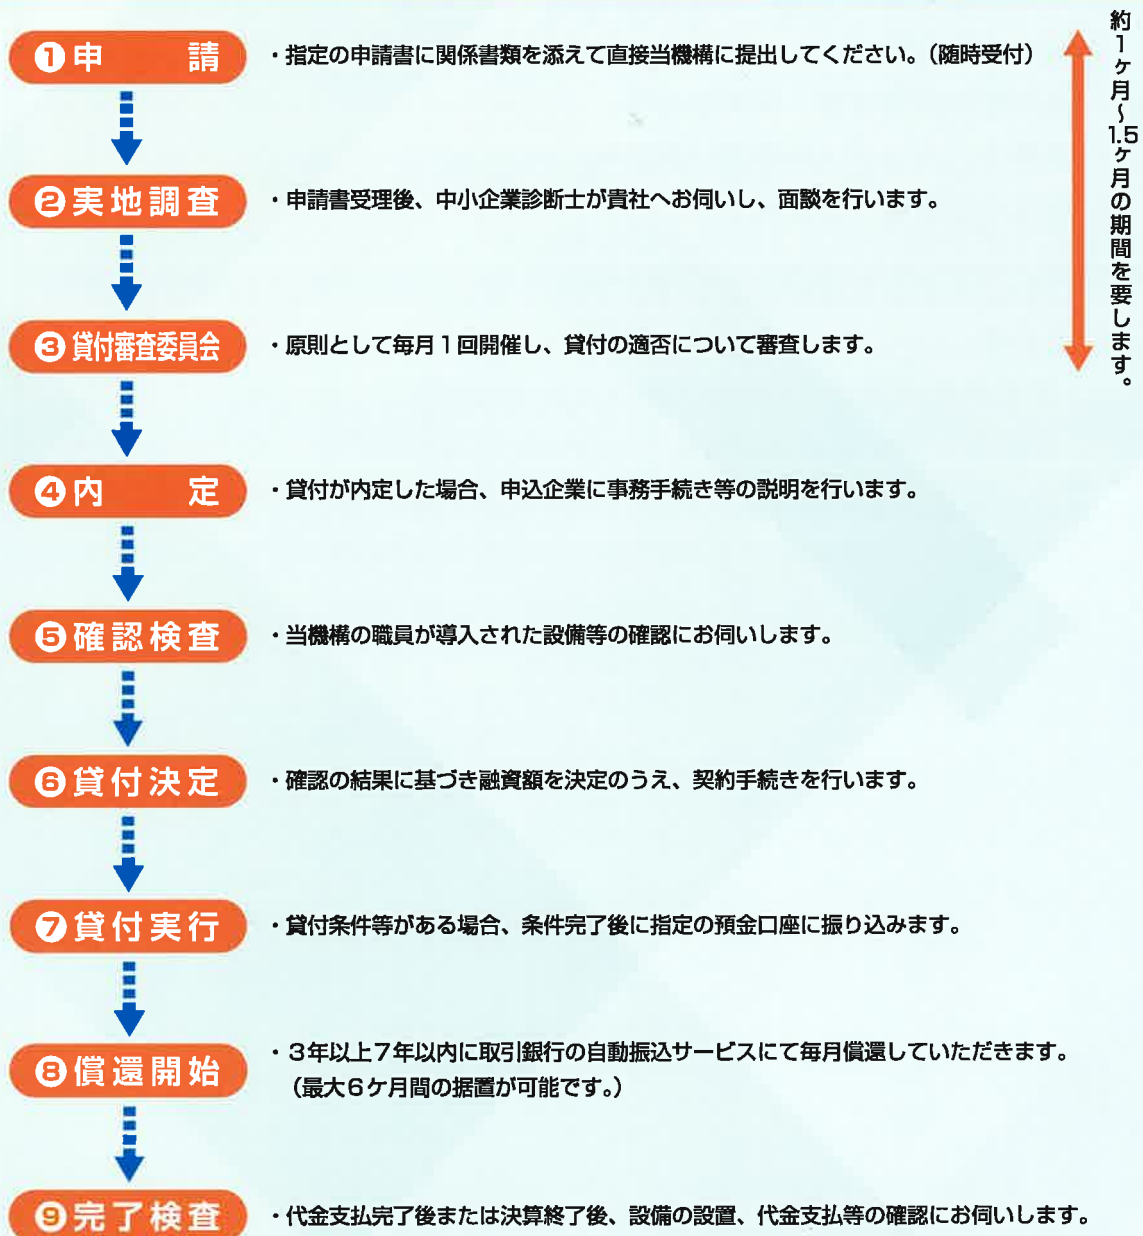 ❶申請
・指定の申請書に関係書類を添えて直接当機構に提出してください。(随時受付)
約1ヶ月~1.5ヶ月の期間を要します。
❷実地調査
・申請書受理後、中小企業診断士が貴社へお伺いし、面談を行います。
❸貸付審査委員会
・原則として毎月1回開催し、貸付の適否について審査します。
❹内定
・貸付が内定した場合、申込企業に事務手続き等の説明を行います。
❺確認検査
・当機構の職員が導入された設備等の確認にお伺いします。
❻貸付決定
・確認の結果に基づき融資額を決定のうえ、契約手続きを行います。
❼貸付実行
・貸付条件等がある場合、条件完了後に指定の預金口座に振り込みます。
❽償還開始
・3年以上7年以内に取引銀行の自動振込サービスにて毎月償還していただきます。
(最大6ケ月間の据置が可能です。)
❾完了検査
・代金支払完了後または決算終了後、設備の設置、代金支払等の確認にお伺いします。